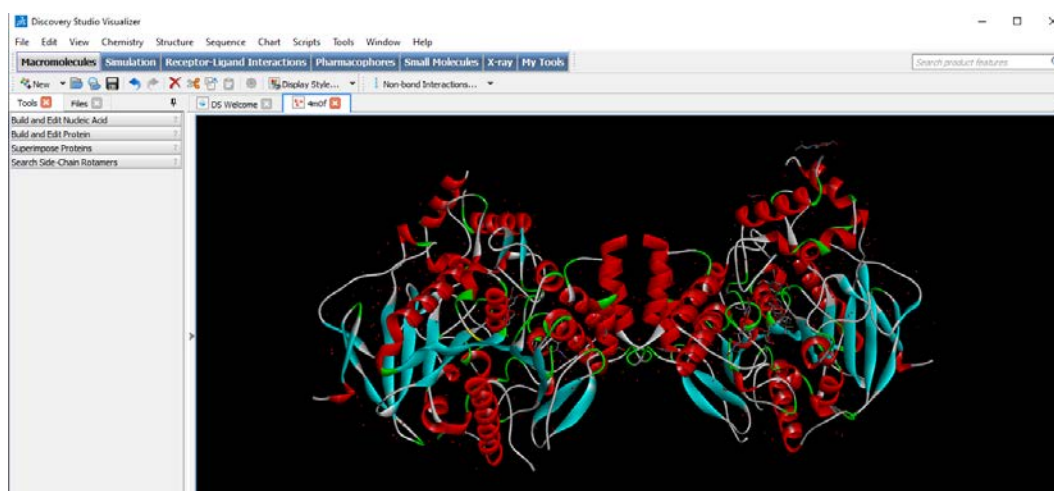 Discovery Studio Visualizer
File Edit View Chemistry Structure Sequence Chart Scripts Tools Window Help
Macromolecules Simulation Receptor-Ligand Interactions Pharmacophores Small Molecules X-ray My Tools Search product features
New Display Style... Non-bond Interactions...
Tools Files DS Welcome 4m0f
Build and Edit Nucleic Acid ?
Build and Edit Protein ?
Superimpose Proteins ?
Search Side-Chain Rotamers ?